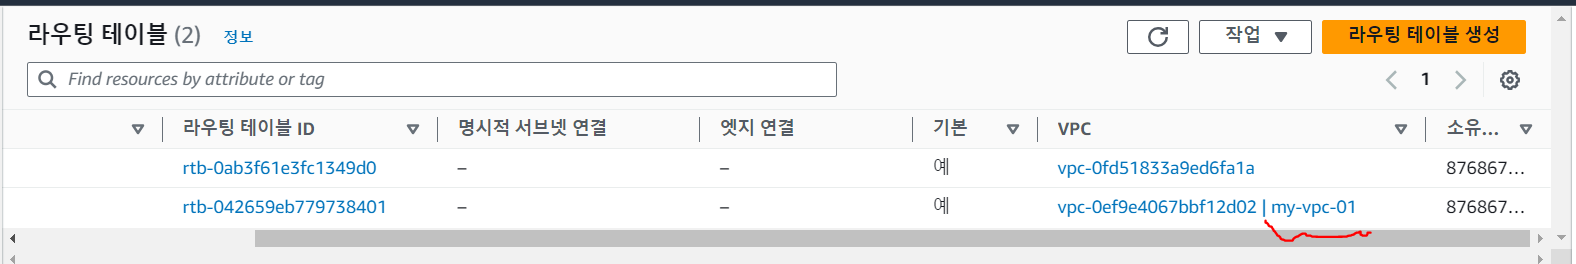 라우팅 테이블 (2) 정보 작업 라우팅 테이블 생성
Find resources by attribute or tag 1
라우팅 테이블 ID 명시적 서브넷 연결 엣지 연결 기본 VPC 소유...
rtb-0ab3f61e3fc1349d0 – – 예 vpc-0fd51833a9ed6fa1a 876867...
rtb-042659eb779738401 – – 예 vpc-0ef9e4067bbf12d02 | my-vpc-01 876867...